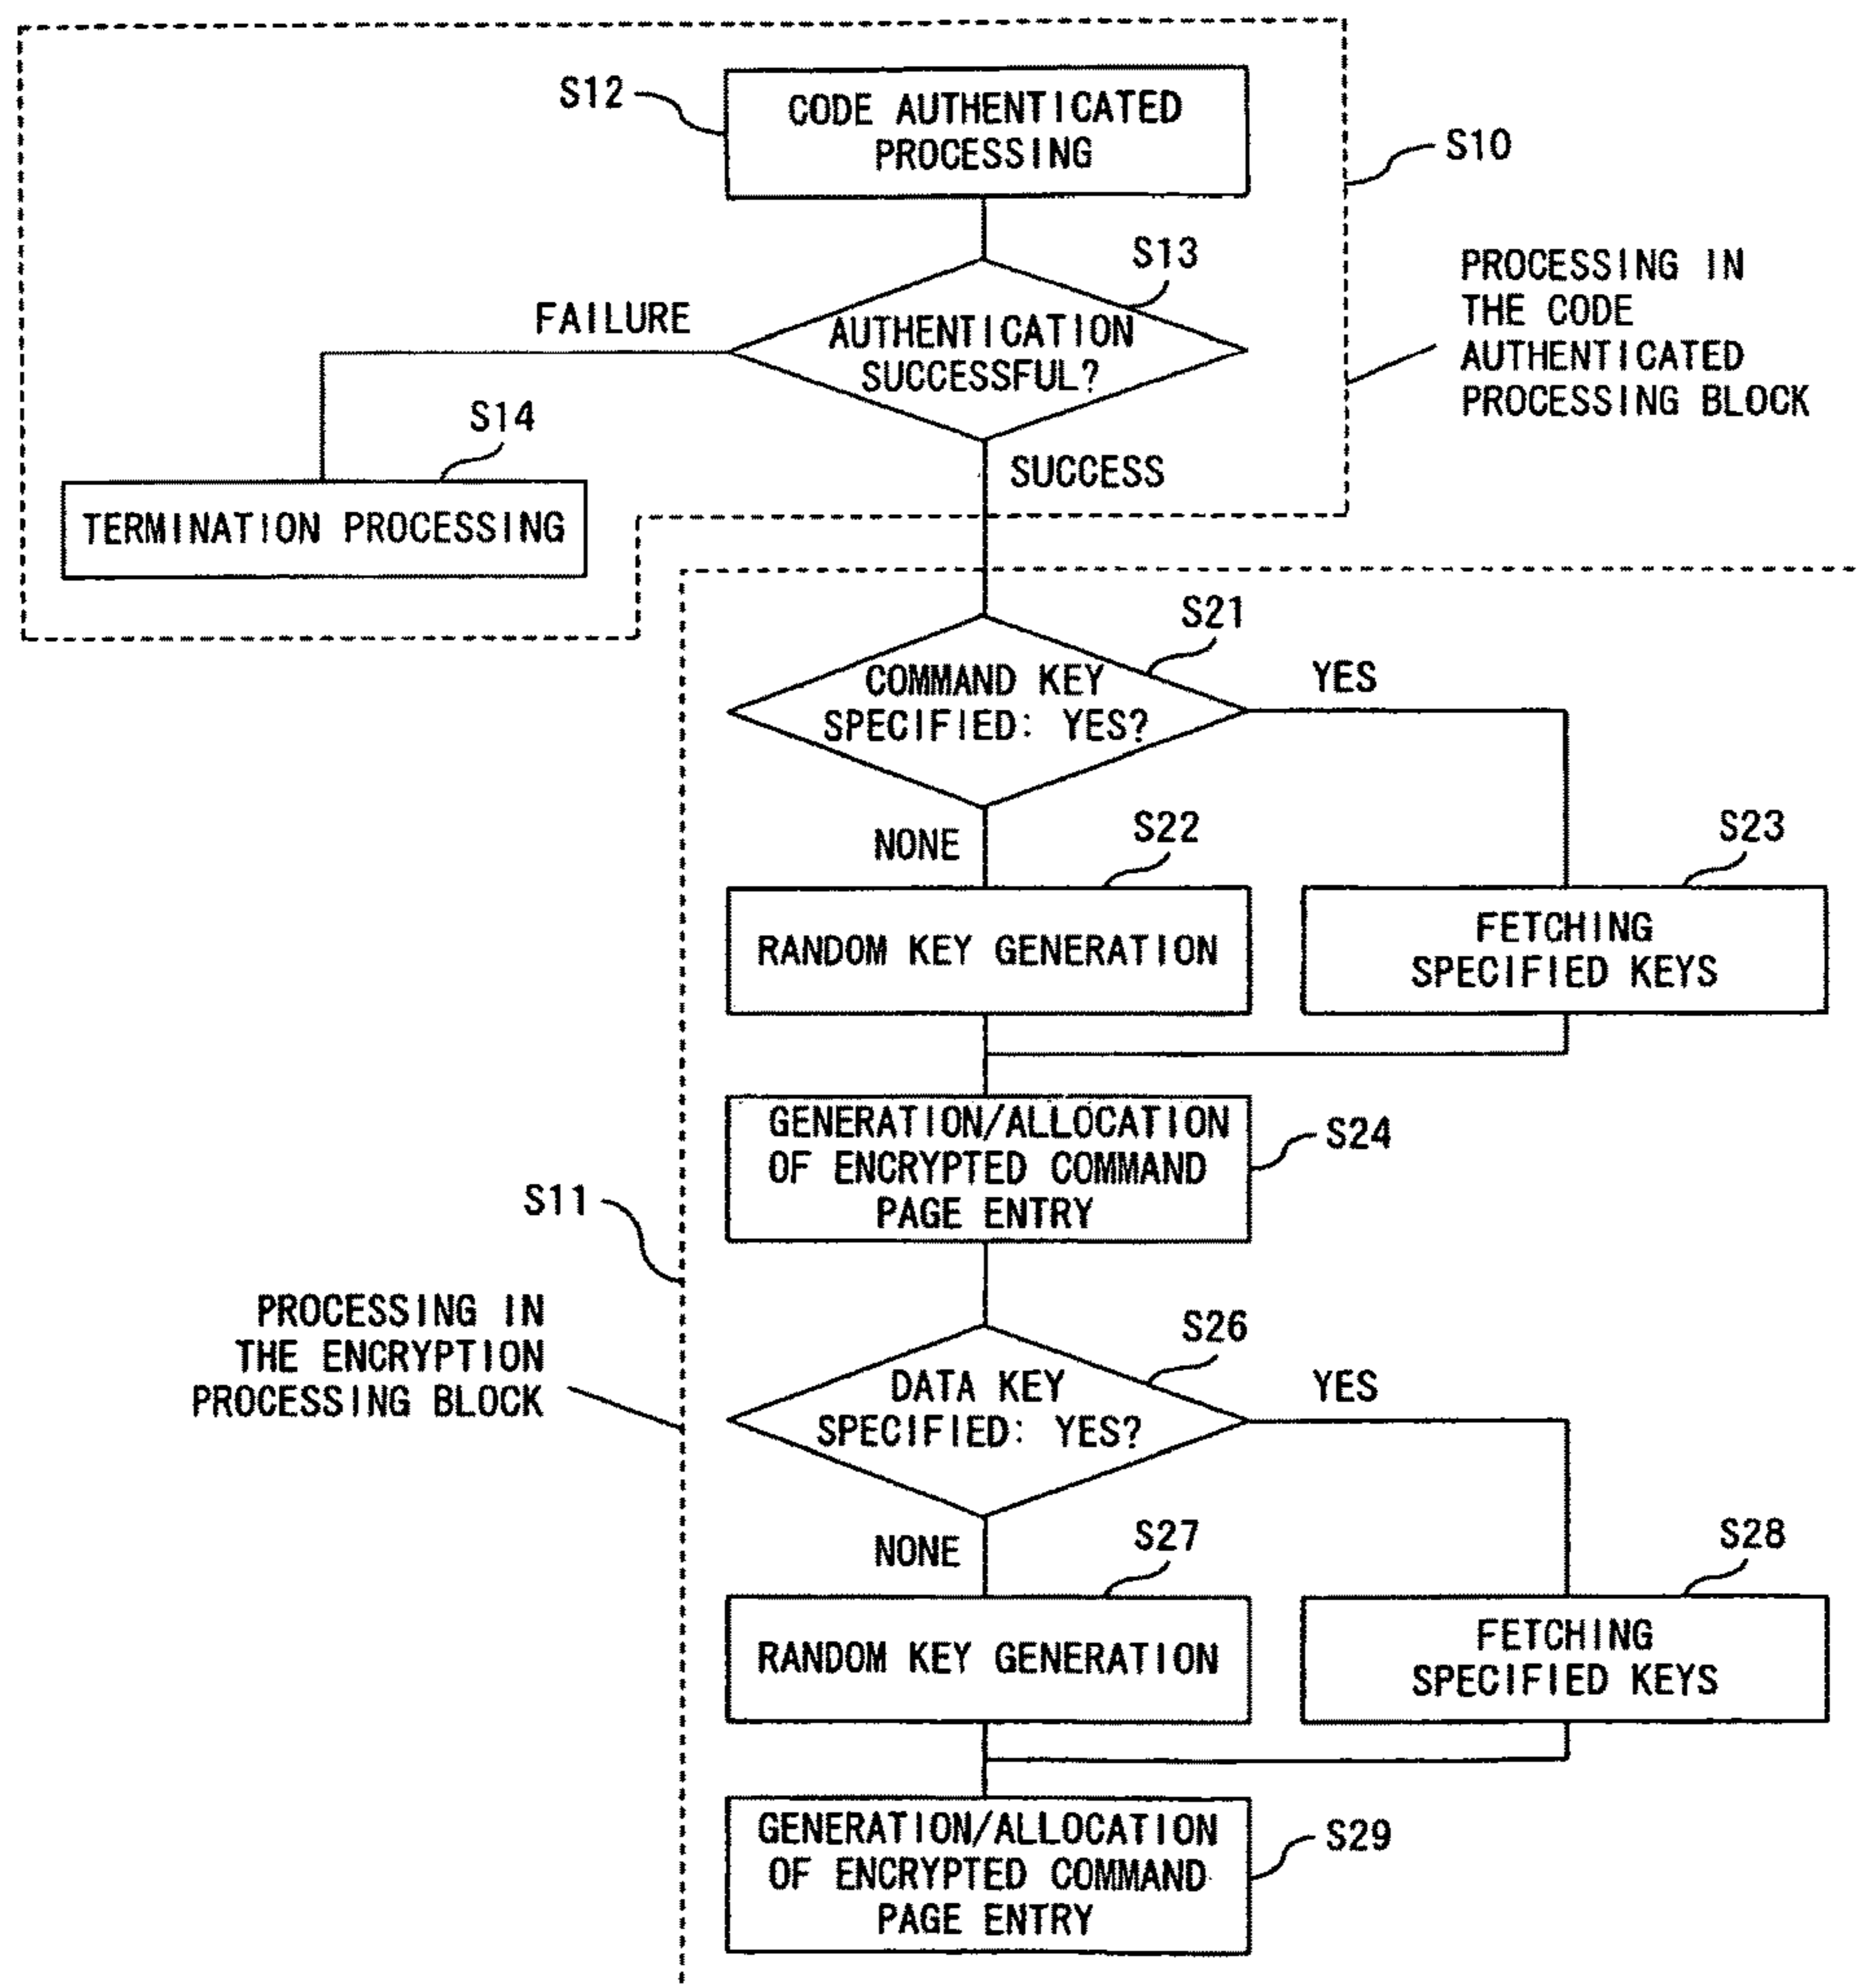 S12
CODE AUTHENTICATED
PROCESSING
S10
S13
PROCESSING IN
THE CODE
AUTHENTICATED
PROCESSING BLOCK
FAILURE
AUTHENTICATION
SUCCESSFUL?
S14
SUCCESS
TERMINATION PROCESSING
S21
COMMAND KEY
SPECIFIED: YES?
YES
NONE
S22
S23
RANDOM KEY GENERATION
FETCHING
SPECIFIED KEYS
GENERATION/ALLOCATION
OF ENCRYPTED COMMAND
PAGE ENTRY
S24
S11
PROCESSING IN
THE ENCRYPTION
PROCESSING BLOCK
S26
DATA KEY
SPECIFIED: YES?
YES
NONE
S27
S28
RANDOM KEY GENERATION
FETCHING
SPECIFIED KEYS
GENERATION/ALLOCATION
OF ENCRYPTED COMMAND
PAGE ENTRY
S29